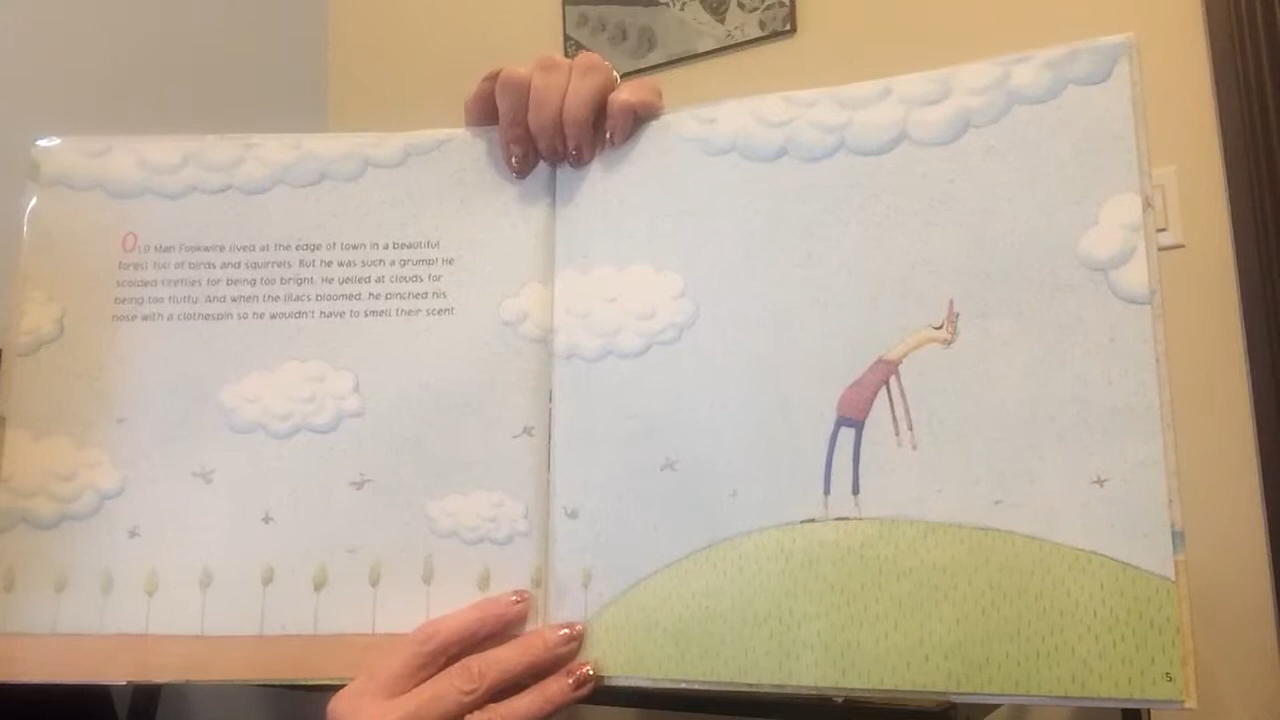 OLD Man Fookwire lived at the edge of town in a beautiful
forest full of birds and squirrels. But he was such a grump! He
scolded fireflies for being too bright. He yelled at clouds for
being too fluffy. And when the lilacs bloomed, he pinched his
nose with a clothespin so he wouldn't have to smell their scent.
5